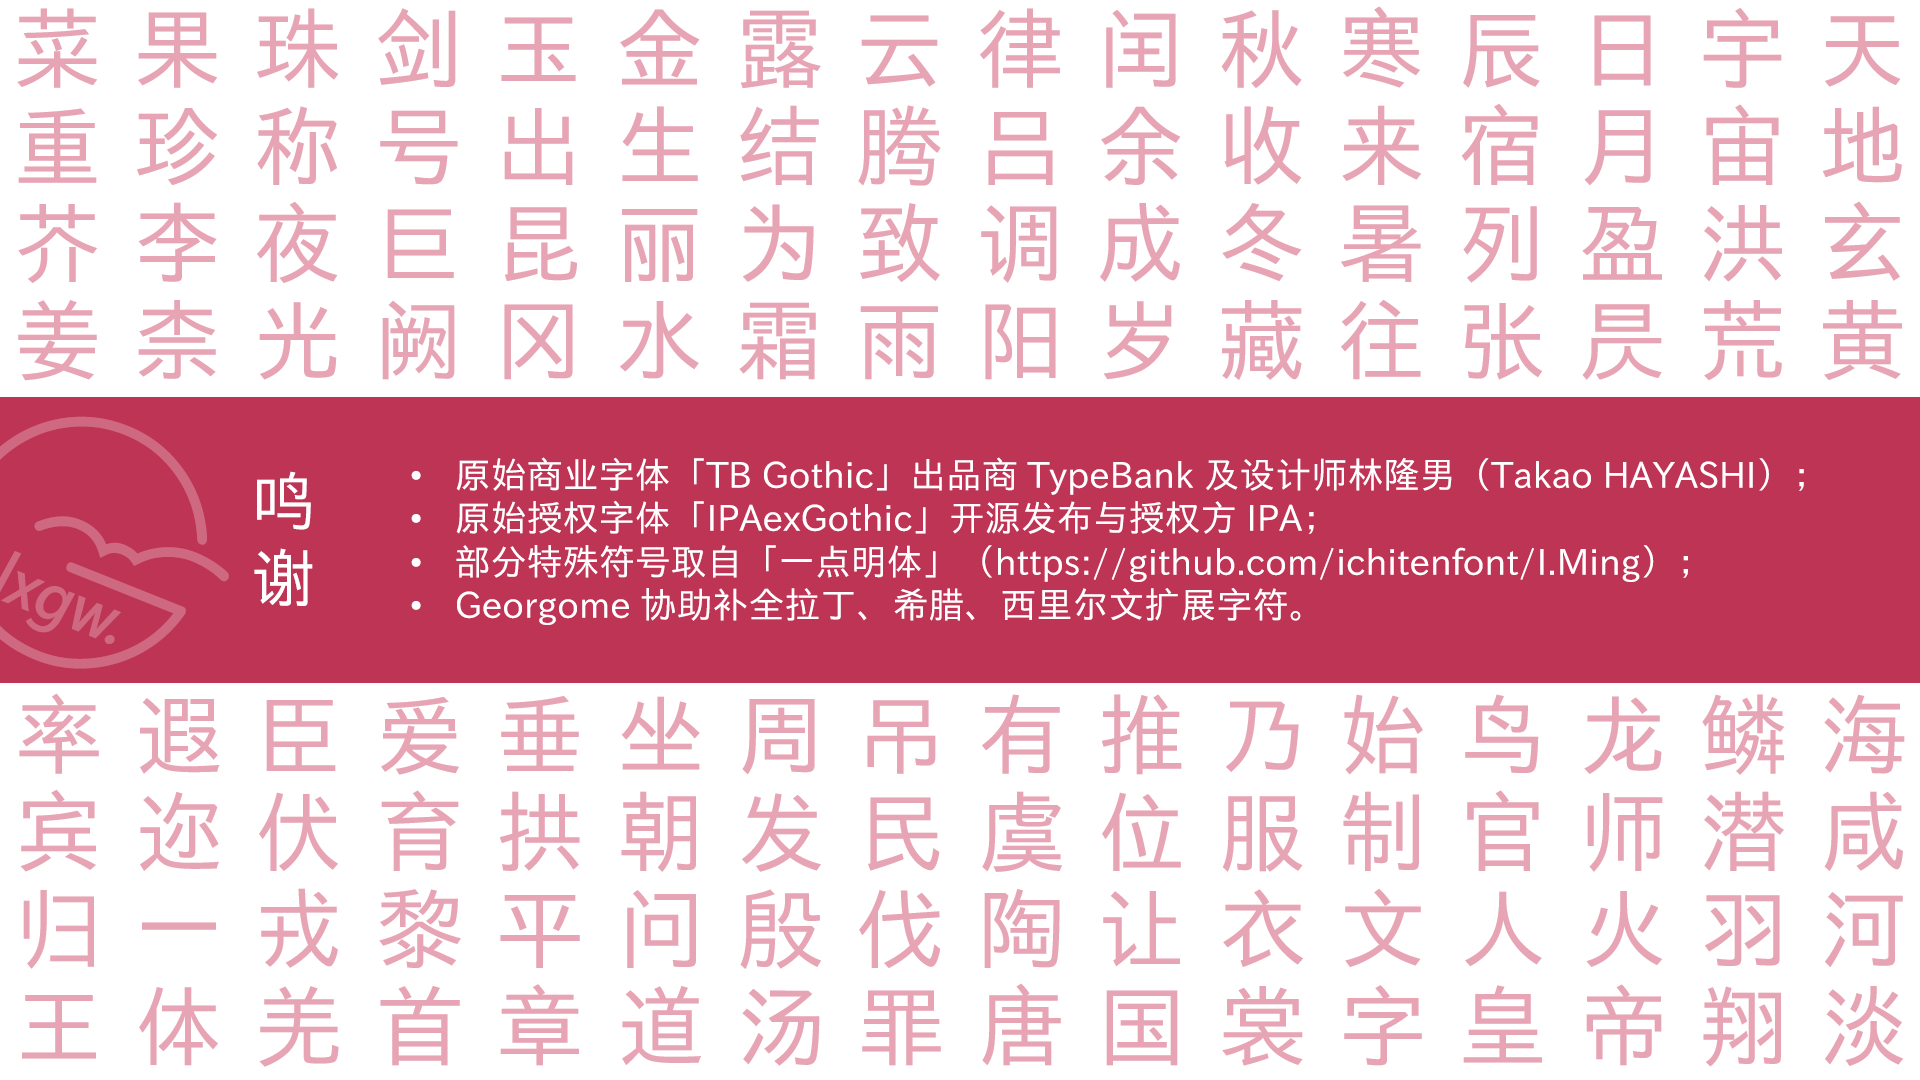 天地玄黄
宇宙洪荒
日月盈昃
辰宿列张
寒来暑往
秋收冬藏
闰余成岁
律吕调阳
云腾致雨
露结为霜
金生丽水
玉出昆冈
剑号巨阙
珠称夜光
果珍李柰
菜重芥姜
lxgw.
鸣谢
• 原始商业字体「TB Gothic」出品商 TypeBank 及设计师林隆男（Takao HAYASHI）；
• 原始授权字体「IPAexGothic」开源发布与授权方 IPA；
• 部分特殊符号取自「一点明体」（https://github.com/ichitenfont/I.Ming）；
• Georgome 协助补全拉丁、希腊、西里尔文扩展字符。
海咸河淡
鳞潜羽翔
龙师火帝
鸟官人皇
始制文字
乃服衣裳
推位让国
有虞陶唐
吊民伐罪
周发殷汤
坐朝问道
垂拱平章
爱育黎首
臣伏戎羌
遐迩一体
率宾归王